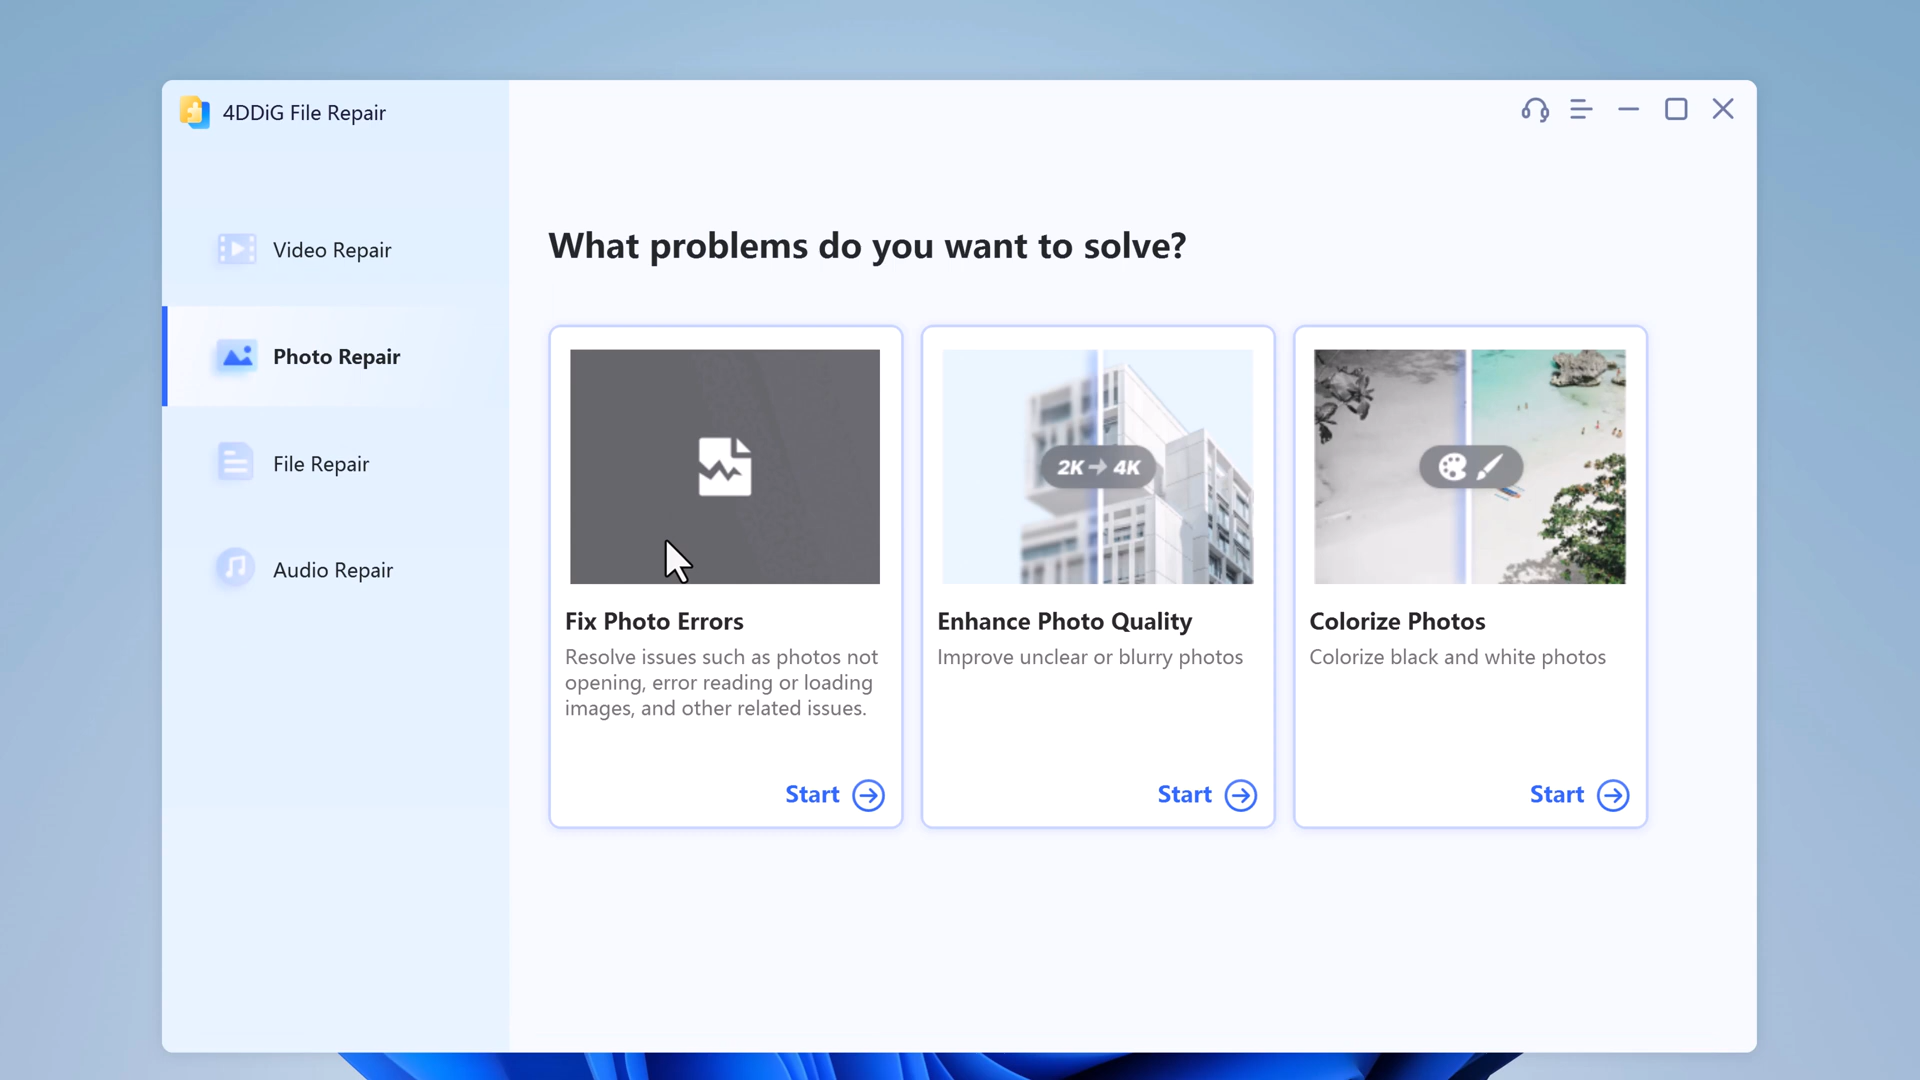 4DDiG File Repair
Video Repair
Photo Repair
File Repair
Audio Repair
What problems do you want to solve?
2K → 4K
Fix Photo Errors
Resolve issues such as photos not
opening, error reading or loading
images, and other related issues.
Start
Enhance Photo Quality
Improve unclear or blurry photos
Start
Colorize Photos
Colorize black and white photos
Start